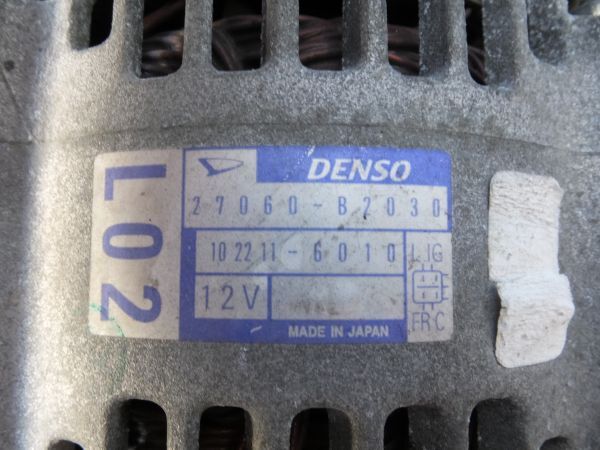 L02
DENSO
27060-B2030
102211-6010
L IG
12V
FR C
MADE IN JAPAN